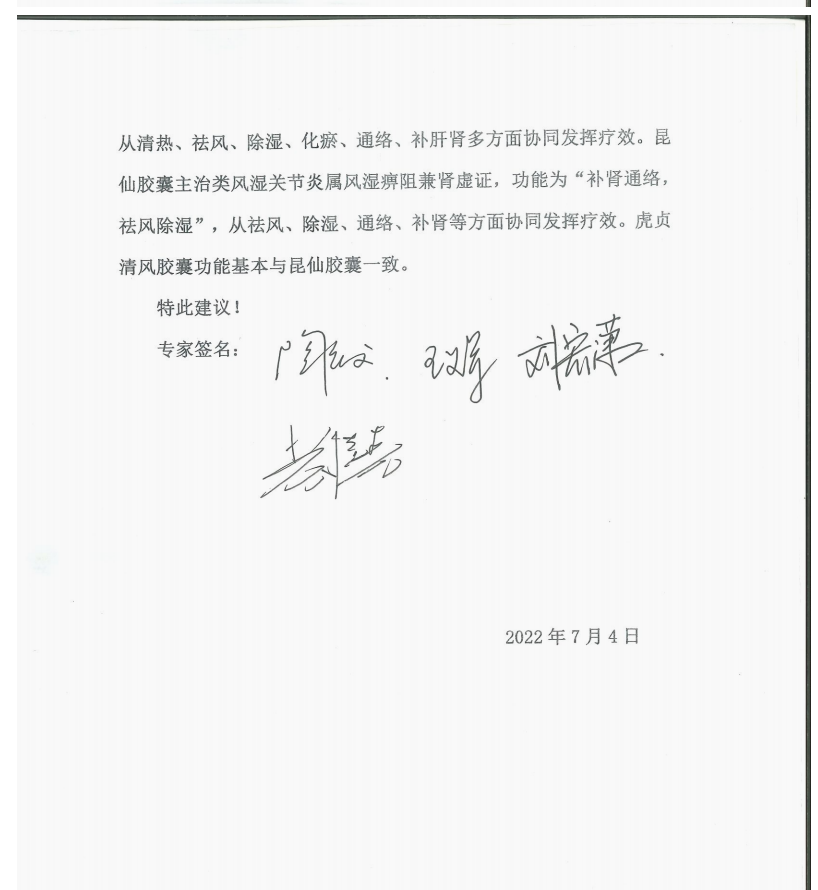 从清热、祛风、除湿、化瘀、通络、补肝肾多方面协同发挥疗效。昆
仙胶囊主治类风湿关节炎属风湿痹阻兼肾虚证，功能为“补肾通络，
祛风除湿”，从祛风、除湿、通络、补肾等方面协同发挥疗效。虎贞
清风胶囊功能基本与昆仙胶囊一致。
特此建议！
专家签名：
2022 年 7 月 4 日